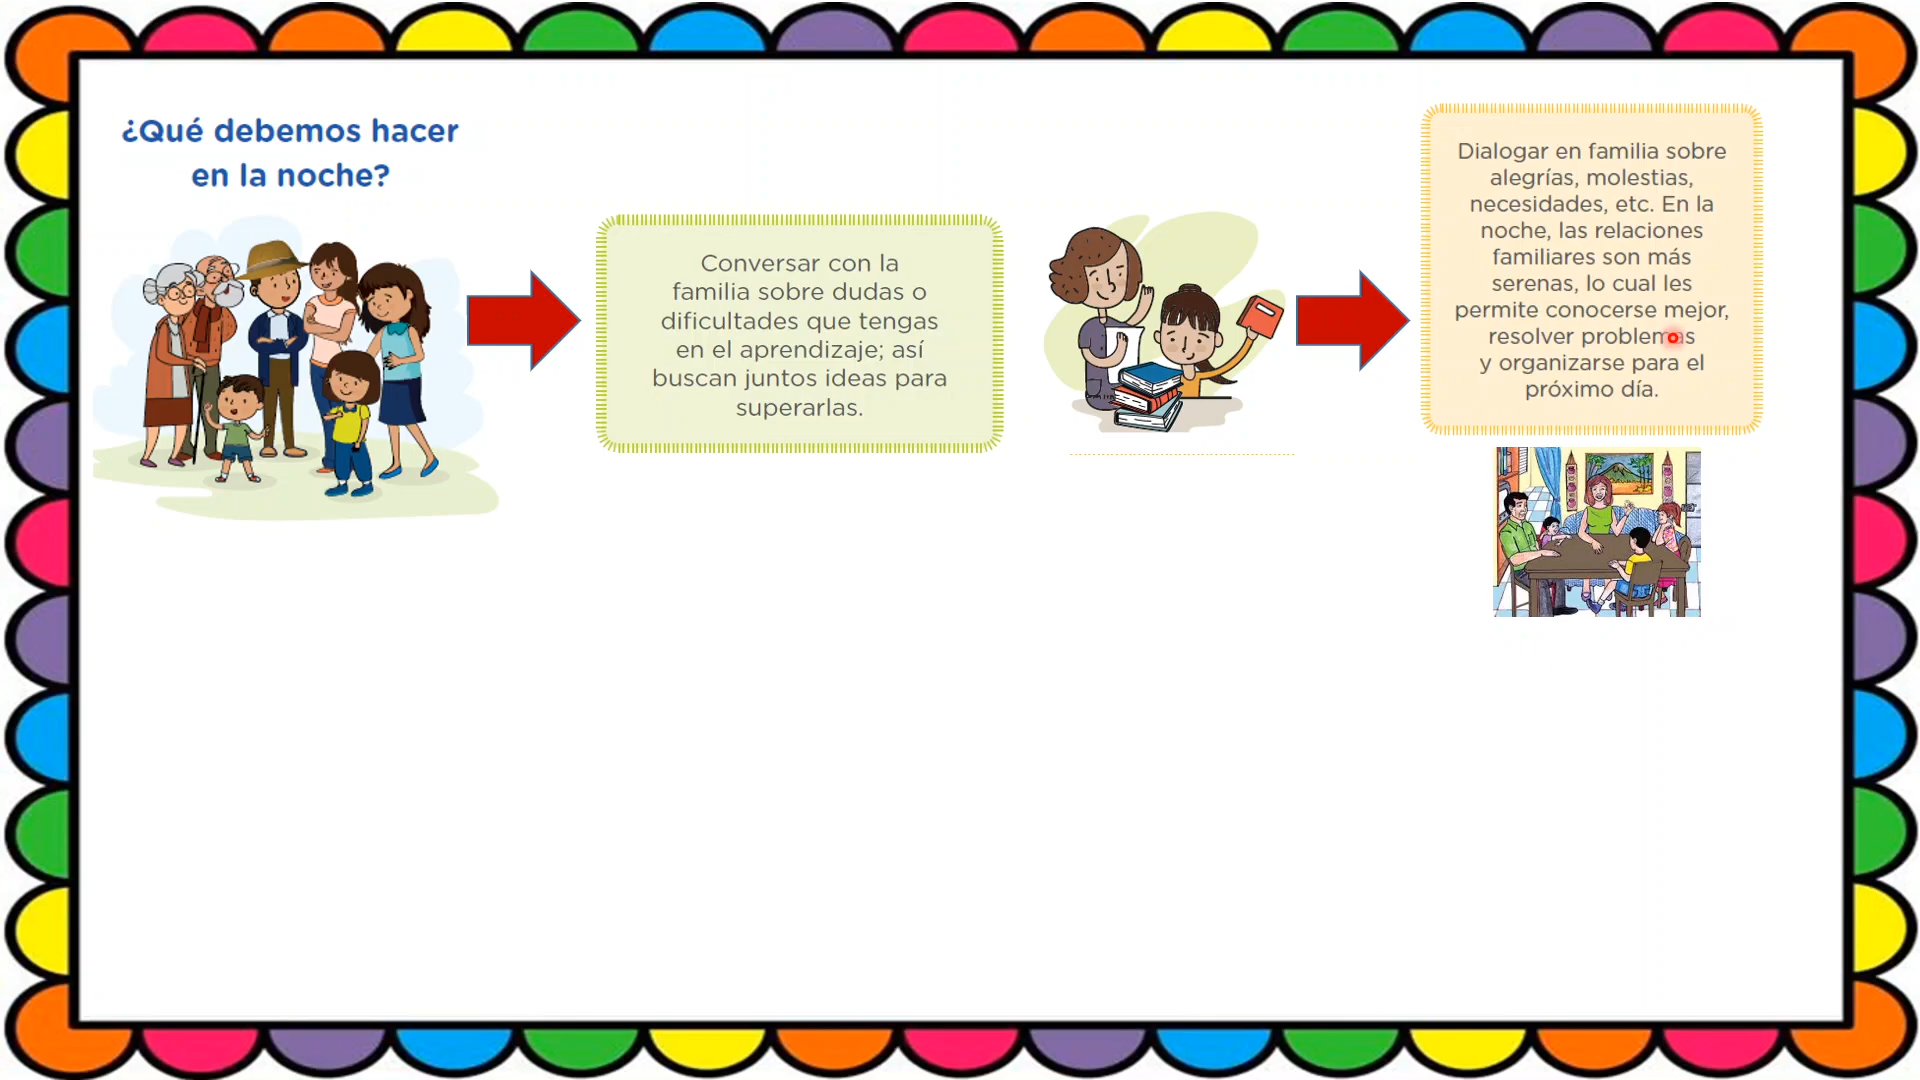 ¿Qué debemos hacer
en la noche?
Conversar con la
familia sobre dudas o
dificultades que tengas
en el aprendizaje; así
buscan juntos ideas para
superarlas.
Dialogar en familia sobre
alegrías, molestias,
necesidades, etc. En la
noche, las relaciones
familiares son más
serenas, lo cual les
permite conocerse mejor,
resolver problemas
y organizarse para el
próximo día.